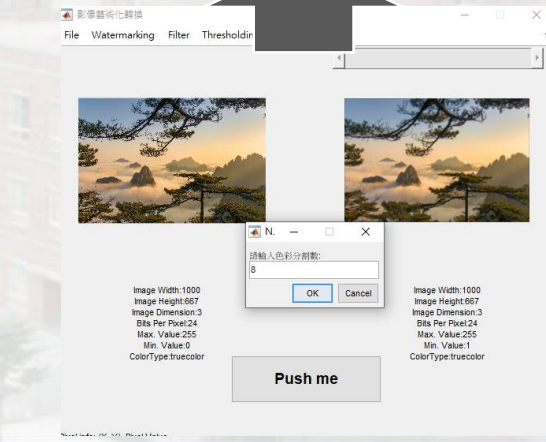 影像藝術化轉換
File Watermarking Filter Thresholdin
N.
請輸入色彩分割數:
8
OK Cancel
Image Width:1000
Image Height:667
Image Dimension:3
Bits Per Pixel:24
Max. Value:255
Min. Value:0
ColorType:truecolor
Image Width:1000
Image Height:667
Image Dimension:3
Bits Per Pixel:24
Max. Value:255
Min. Value:1
ColorType:truecolor
Push me